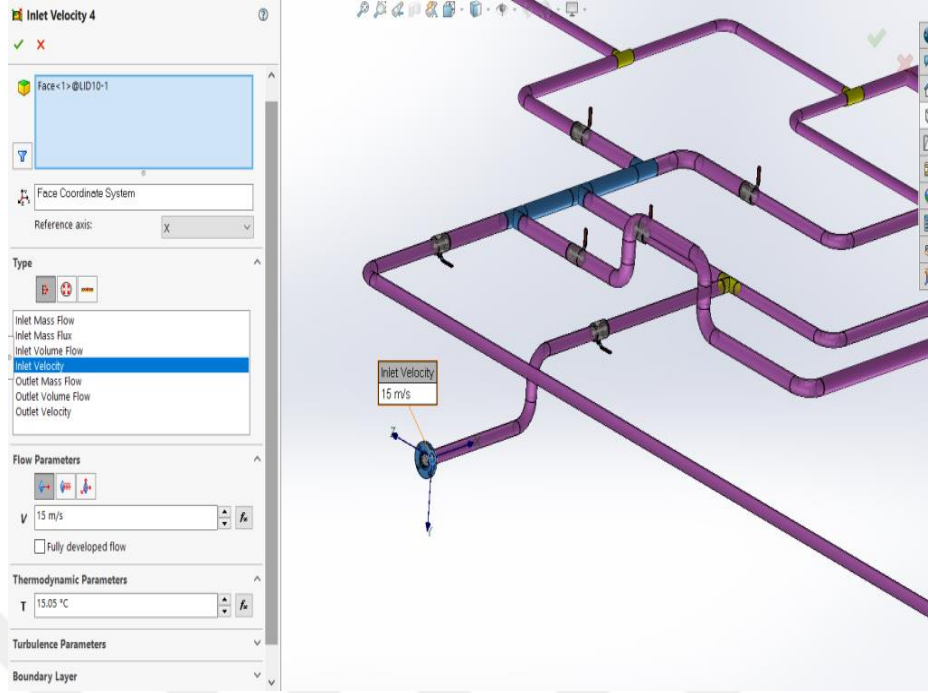 Inlet Velocity 4
Face<1>@LID10-1
Face Coordinate System
Reference axis:
X
Type
Inlet Mass Flow
Inlet Mass Flux
Inlet Volume Flow
Inlet Velocity
Outlet Mass Flow
Outlet Volume Flow
Outlet Velocity
Flow Parameters
V 15 m/s
Fully developed flow
Thermodynamic Parameters
T 15.05 °C
Turbulence Parameters
Boundary Layer
Inlet Velocity
15 m/s
Z
Y